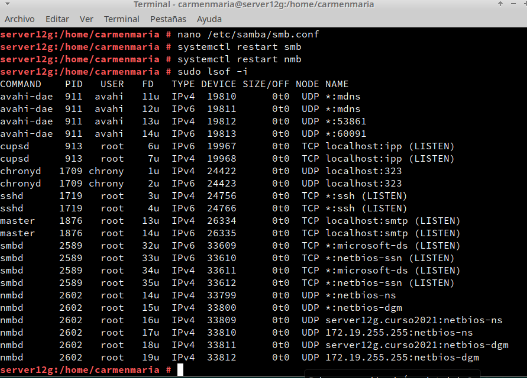 Terminal - carmenmaria@server12g:/home/carmenmaria
Archivo Editar Ver Terminal Pestañas Ayuda
server12g:/home/carmenmaria # nano /etc/samba/smb.conf
server12g:/home/carmenmaria # systemctl restart smb
server12g:/home/carmenmaria # systemctl restart nmb
server12g:/home/carmenmaria # sudo lsof -i
COMMAND PID USER FD TYPE DEVICE SIZE/OFF NODE NAME
avahi-dae 911 avahi 11u IPv4 19810 0t0 UDP *:mdns
avahi-dae 911 avahi 12u IPv6 19811 0t0 UDP *:mdns
avahi-dae 911 avahi 13u IPv4 19812 0t0 UDP *:53861
avahi-dae 911 avahi 14u IPv6 19813 0t0 UDP *:60091
cupsd 913 root 6u IPv6 19967 0t0 TCP localhost:ipp (LISTEN)
cupsd 913 root 7u IPv4 19968 0t0 TCP localhost:ipp (LISTEN)
chronyd 1709 chrony 1u IPv4 24422 0t0 UDP localhost:323
chronyd 1709 chrony 2u IPv6 24423 0t0 UDP localhost:323
sshd 1719 root 3u IPv4 24756 0t0 TCP *:ssh (LISTEN)
sshd 1719 root 4u IPv6 24766 0t0 TCP *:ssh (LISTEN)
master 1876 root 13u IPv4 26334 0t0 TCP localhost:smtp (LISTEN)
master 1876 root 14u IPv6 26335 0t0 TCP localhost:smtp (LISTEN)
smbd 2589 root 32u IPv6 33609 0t0 TCP *:microsoft-ds (LISTEN)
smbd 2589 root 33u IPv6 33610 0t0 TCP *:netbios-ssn (LISTEN)
smbd 2589 root 34u IPv4 33611 0t0 TCP *:microsoft-ds (LISTEN)
smbd 2589 root 35u IPv4 33612 0t0 TCP *:netbios-ssn (LISTEN)
nmbd 2602 root 14u IPv4 33799 0t0 UDP *:netbios-ns
nmbd 2602 root 15u IPv4 33800 0t0 UDP *:netbios-dgm
nmbd 2602 root 16u IPv4 33809 0t0 UDP server12g.curso2021:netbios-ns
nmbd 2602 root 17u IPv4 33810 0t0 UDP 172.19.255.255:netbios-ns
nmbd 2602 root 18u IPv4 33811 0t0 UDP server12g.curso2021:netbios-dgm
nmbd 2602 root 19u IPv4 33812 0t0 UDP 172.19.255.255:netbios-dgm
server12g:/home/carmenmaria #